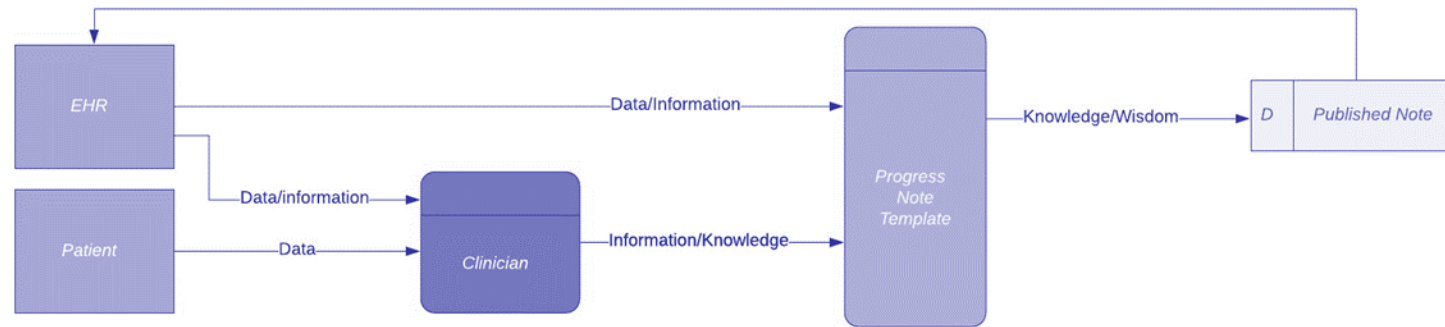 EHR
Data/Information
Knowledge/Wisdom
D
Published Note
Progress
Note
Template
Data/information
Patient
Data
Clinician
Information/Knowledge